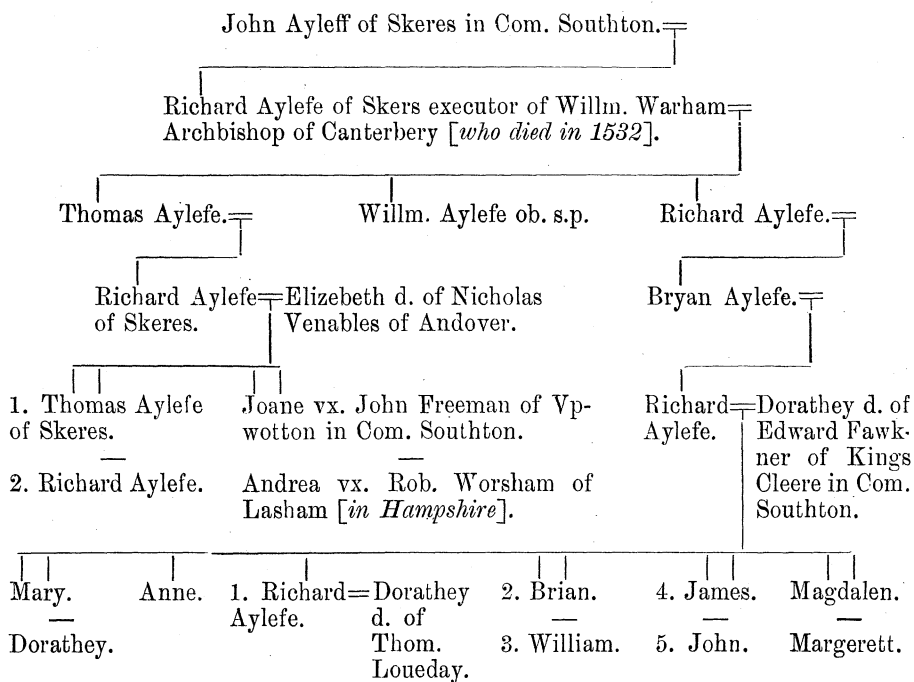 John Ayleff of Skeres in Com. Southton.
Richard Aylefe of Skers executor of Willm. Warham
Archbishop of Canterbery [who died in 1532].
Thomas Aylefe.
Willm. Aylefe ob. s.p.
Richard Aylefe.
Richard Aylefe
of Skeres.
Elizebeth d. of Nicholas
Venables of Andover.
Bryan Aylefe.
1. Thomas Aylefe
of Skeres.
2. Richard Aylefe.
Joane vx. John Freeman of Vp-
wotton in Com. Southton.
Andrea vx. Rob. Worsham of
Lasham [in Hampshire].
Richard
Aylefe.
Dorathey d. of
Edward Fawk-
ner of Kings
Cleere in Com.
Southton.
Mary.
Dorathey.
Anne.
1. Richard
Aylefe.
Dorathey
d. of
Thom.
Loueday.
2. Brian.
3. William.
4. James.
5. John.
Magdalen.
Margerett.